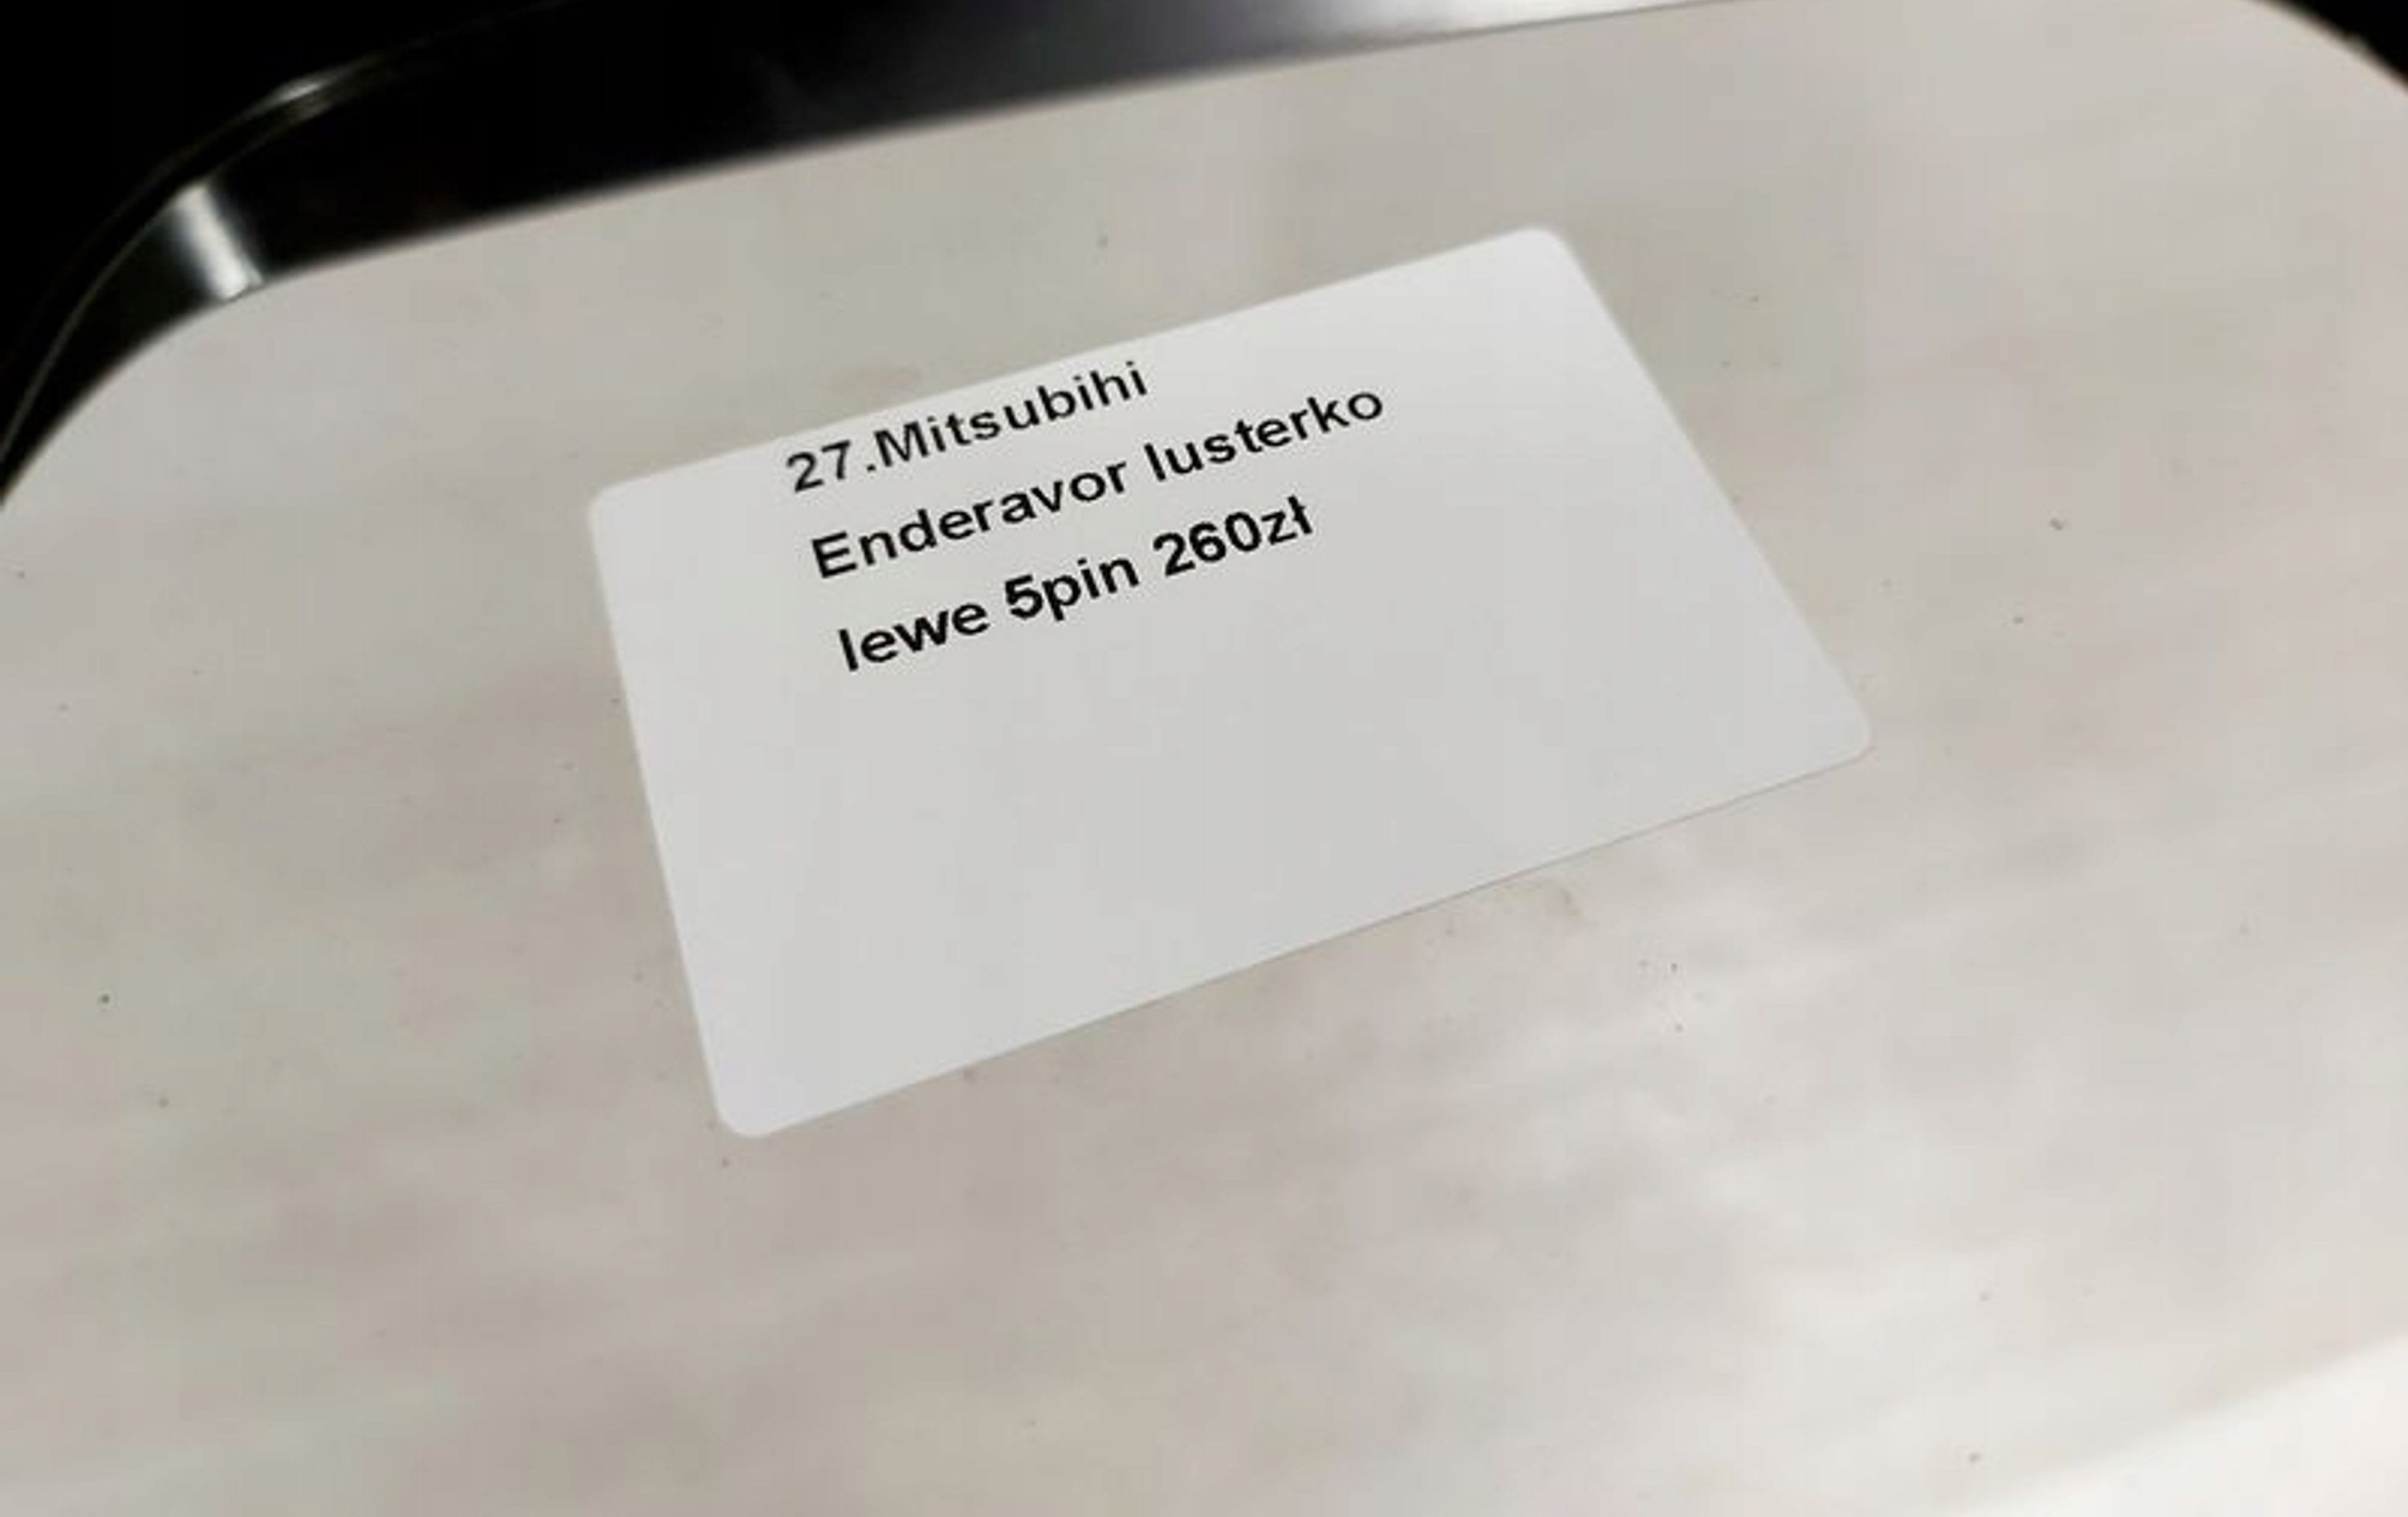 27.Mitsubihi
Enderavor lusterko
lewe 5pin 260zł